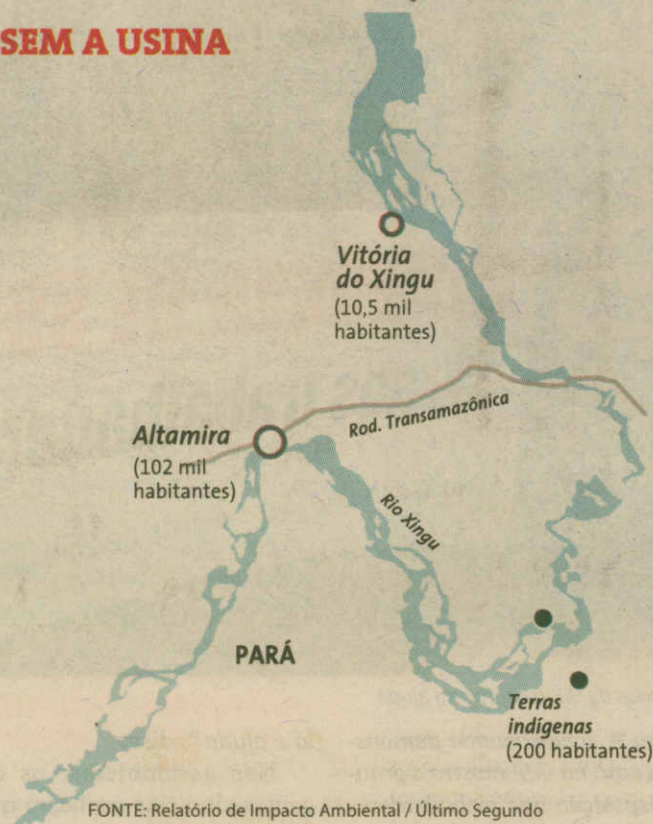 SEM A USINA
Vitória
do Xingu
(10,5 mil
habitantes)
Rod. Transamazônica
Altamira
(102 mil
habitantes)
Rio Xingu
PARÁ
Terras
indígenas
(200 habitantes)
FONTE: Relatório de Impacto Ambiental / Último Segundo